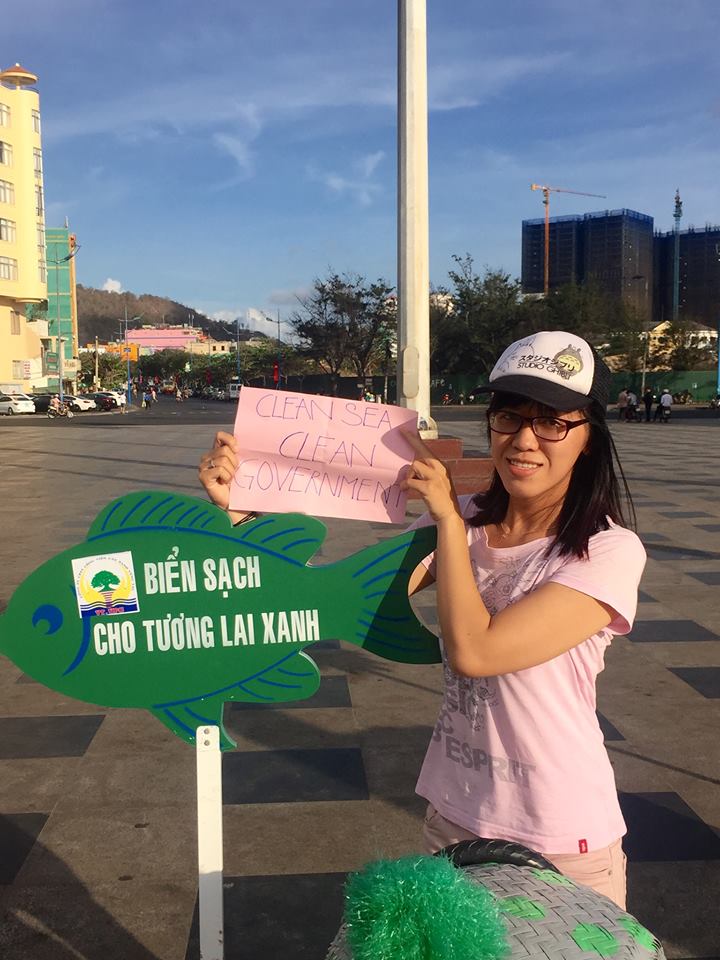 CLEAN SEA
CLEAN
GOVERNMENT
スタジオジブリ
STUDIO GHIBLI
BIỂN SẠCH
CHO TƯƠNG LAI XANH
ESPRIT